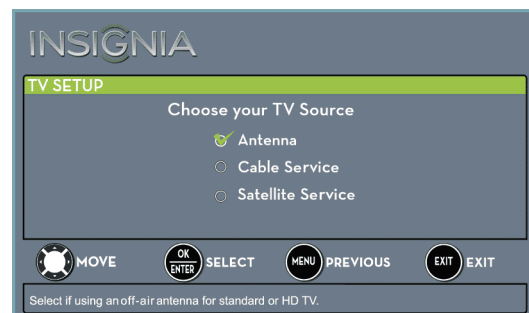 INSIGNIA
TV SETUP
Choose your TV Source
Antenna
Cable Service
Satellite Service
MOVE OK ENTER SELECT MENU PREVIOUS EXIT EXIT
Select if using an off-air antenna for standard or HD TV.